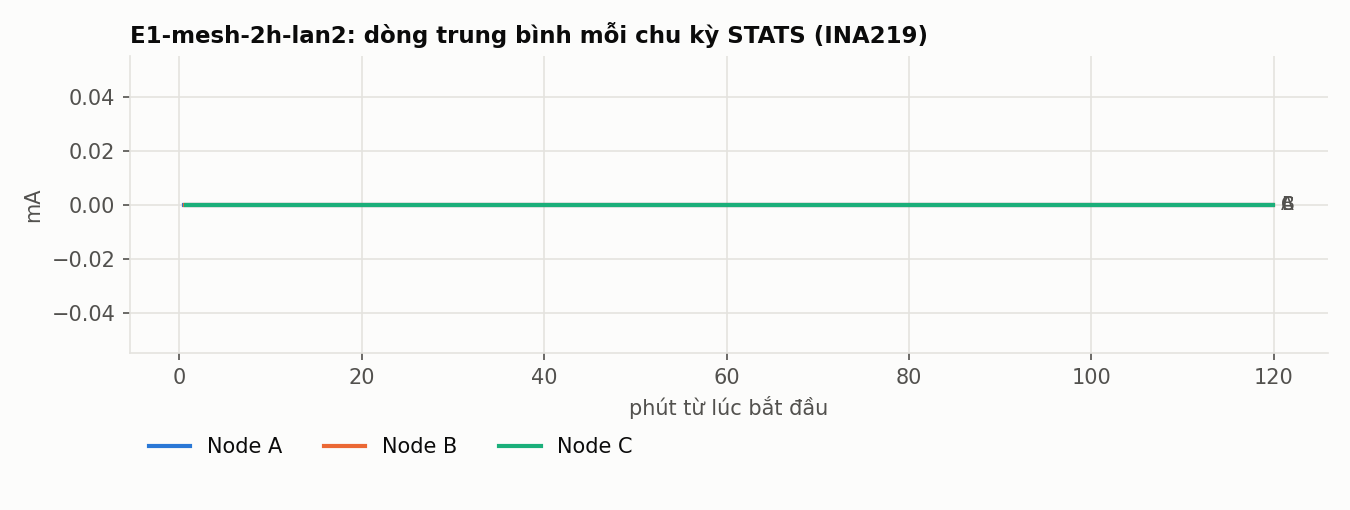 E1-mesh-2h-lan2: dòng trung bình mỗi chu kỳ STATS (INA219)
0.04
0.02
0.00
−0.02
−0.04
mA
0 20 40 60 80 100 120
phút từ lúc bắt đầu
Node A Node B Node C